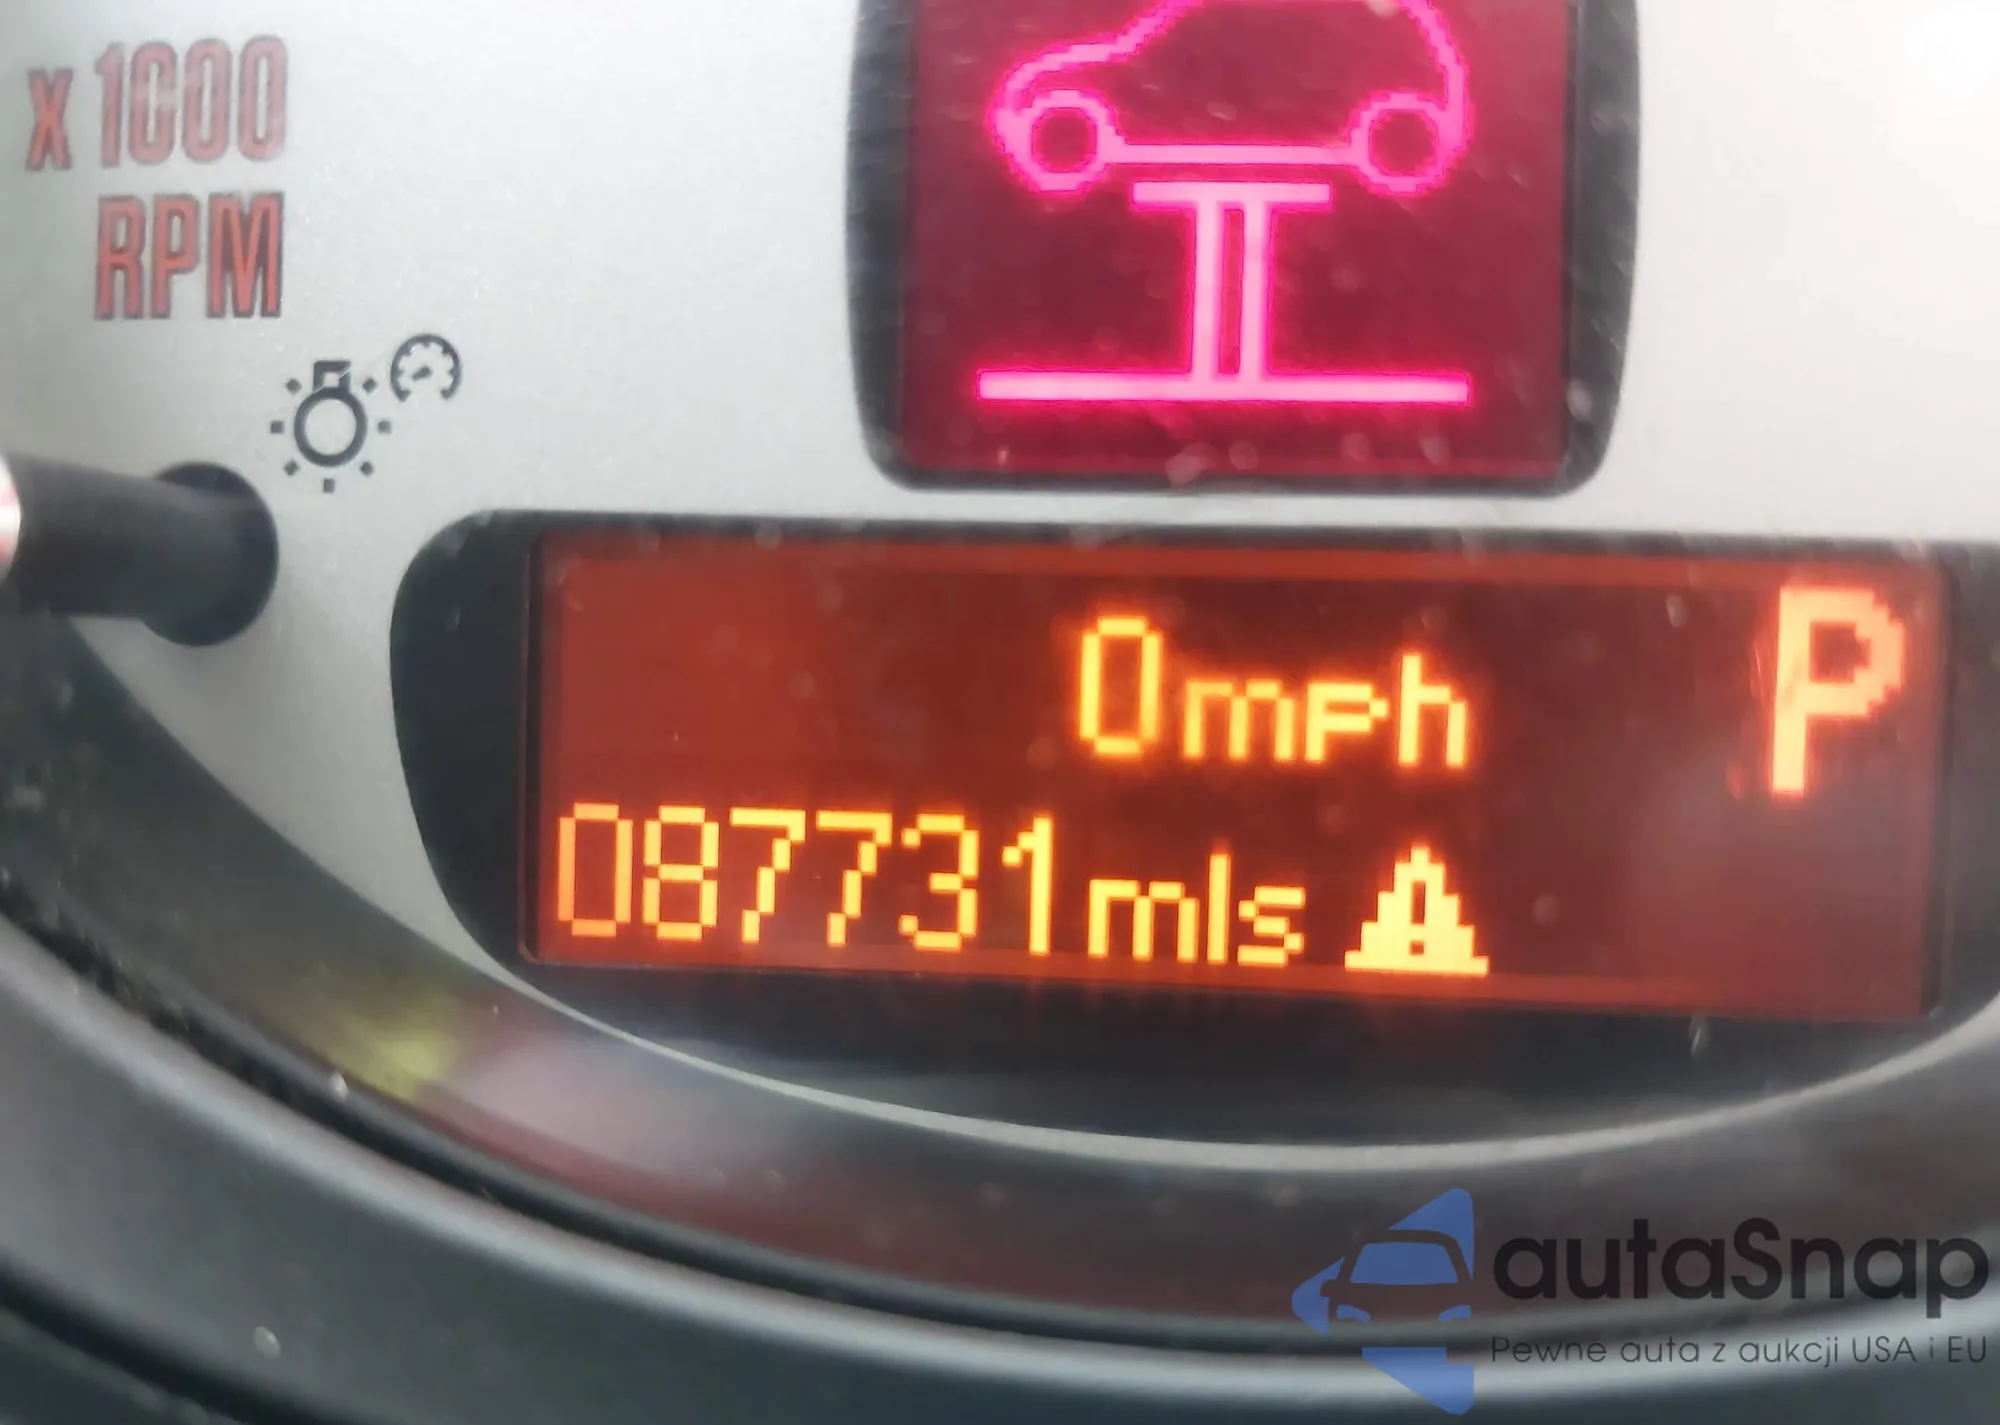 x 1000
RPM
0mph
P
087731mls
autaSnap
Pewne auta z aukcji USA i EU